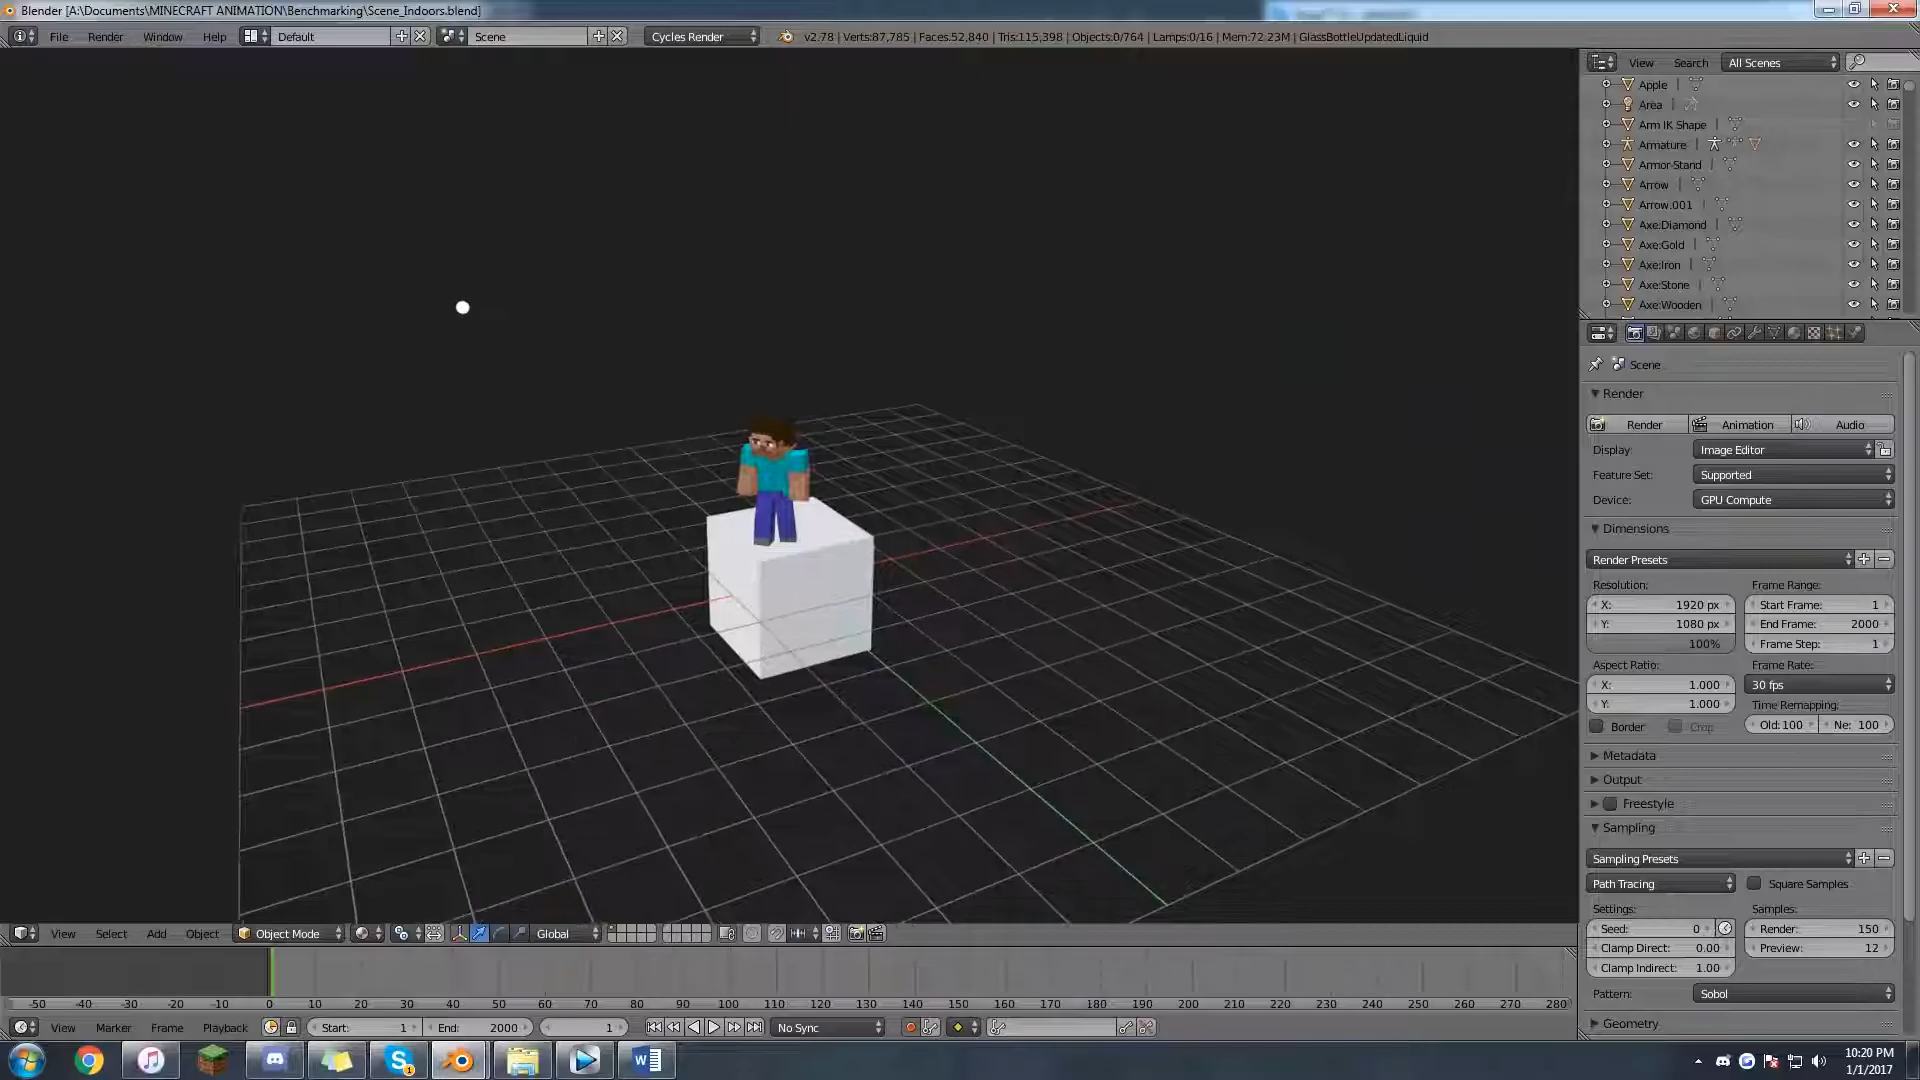 Blender [A:\Documents\MINECRAFT ANIMATION\Benchmarking\Scene_Indoors.blend]
File Render Window Help Default Scene Cycles Render v2.78 | Verts:87,785 | Faces:52,840 | Tris:115,398 | Objects:0/764 | Lamps:0/16 | Mem:72.23M | GlassBottleUpdatedLiquid
View Search All Scenes
Apple
Area
Arm IK Shape
Armature
Armor-Stand
Arrow
Arrow.001
Axe:Diamond
Axe:Gold
Axe:Iron
Axe:Stone
Axe:Wooden
Scene
Render
Render Animation Audio
Display: Image Editor
Feature Set: Supported
Device: GPU Compute
Dimensions
Render Presets
Resolution: Frame Range:
X: 1920 px Start Frame: 1
Y: 1080 px End Frame: 2000
100% Frame Step: 1
Aspect Ratio: Frame Rate:
X: 1.000 30 fps
Y: 1.000 Time Remapping:
Border Crop Old: 100 Ne: 100
Metadata
Output
Freestyle
Sampling
Sampling Presets
Path Tracing Square Samples
Settings: Samples:
Seed: 0 Render: 150
Clamp Direct: 0.00 Preview: 12
Clamp Indirect: 1.00
Pattern: Sobol
Geometry
View Select Add Object Object Mode Global
-50 -40 -30 -20 -10 0 10 20 30 40 50 60 70 80 90 100 110 120 130 140 150 160 170 180 190 200 210 220 230 240 250 260 270 280
View Marker Frame Playback Start: 1 End: 2000 1 No Sync
10:20 PM
1/1/2017